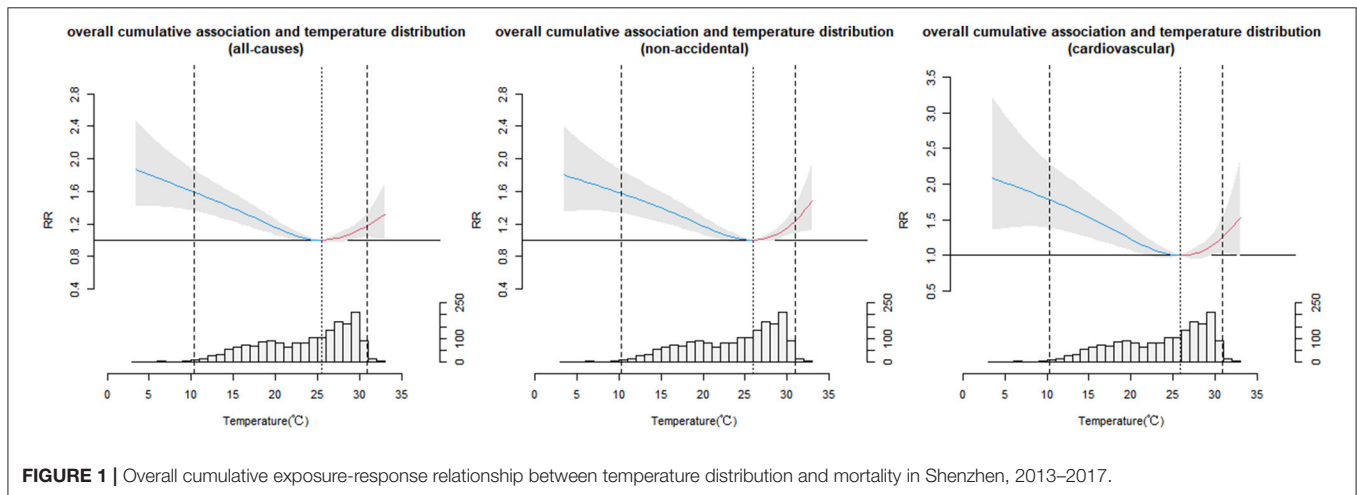 overall cumulative association and temperature distribution
(all-causes)
RR
2.8
2.4
2.0
1.6
1.2
0.8
0.4
250
100
0
0 5 10 15 20 25 30 35
Temperature(℃)
overall cumulative association and temperature distribution
(non-accidental)
RR
2.8
2.4
2.0
1.6
1.2
0.8
0.4
250
100
0
0 5 10 15 20 25 30 35
Temperature(℃)
overall cumulative association and temperature distribution
(cardiovascular)
RR
3.5
3.0
2.5
2.0
1.5
1.0
0.5
250
100
0
0 5 10 15 20 25 30 35
Temperature(℃)
FIGURE 1 | Overall cumulative exposure-response relationship between temperature distribution and mortality in Shenzhen, 2013–2017.